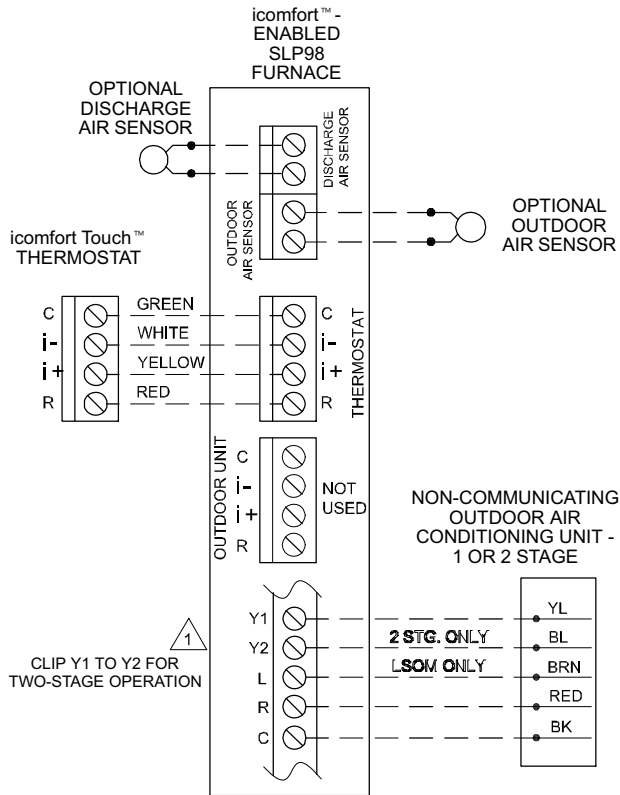 icomfort™-
ENABLED
SLP98
FURNACE
OPTIONAL
DISCHARGE
AIR SENSOR
DISCHARGE
AIR SENSOR
OUTDOOR
AIR SENSOR
OPTIONAL
OUTDOOR
AIR SENSOR
icomfort Touch™
THERMOSTAT
C GREEN C
i- WHITE i-
i+ YELLOW i+
R RED R
THERMOSTAT
OUTDOOR UNIT
C
i-
i+
R
NOT
USED
NON-COMMUNICATING
OUTDOOR AIR
CONDITIONING UNIT -
1 OR 2 STAGE
1
CLIP Y1 TO Y2 FOR
TWO-STAGE OPERATION
Y1 YL
Y2 2 STG. ONLY BL
L LSOM ONLY BRN
R RED
C BK